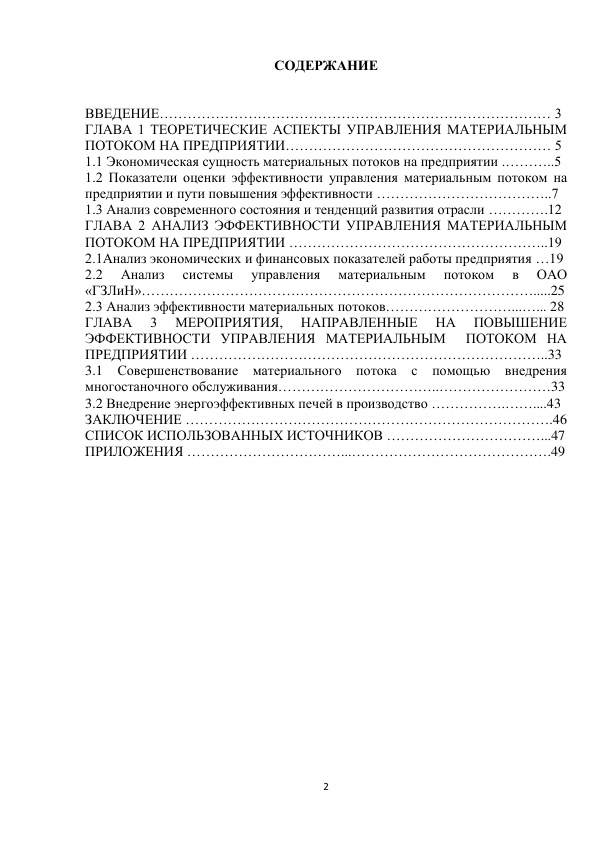 СОДЕРЖАНИЕ
ВВЕДЕНИЕ………………………………………………………………………… 3
ГЛАВА 1 ТЕОРЕТИЧЕСКИЕ АСПЕКТЫ УПРАВЛЕНИЯ МАТЕРИАЛЬНЫМ
ПОТОКОМ НА ПРЕДПРИЯТИИ………………………………………………… 5
1.1 Экономическая сущность материальных потоков на предприятии .………..5
1.2 Показатели оценки эффективности управления материальным потоком на
предприятии и пути повышения эффективности ………………………………..7
1.3 Анализ современного состояния и тенденций развития отрасли ………….12
ГЛАВА 2 АНАЛИЗ ЭФФЕКТИВНОСТИ УПРАВЛЕНИЯ МАТЕРИАЛЬНЫМ
ПОТОКОМ НА ПРЕДПРИЯТИИ ………………………………………………..19
2.1Анализ экономических и финансовых показателей работы предприятия …19
2.2 Анализ системы управления материальным потоком в ОАО
«ГЗЛиН»………………………………………………………………………….....25
2.3 Анализ эффективности материальных потоков………………………...…... 28
ГЛАВА 3 МЕРОПРИЯТИЯ, НАПРАВЛЕННЫЕ НА ПОВЫШЕНИЕ
ЭФФЕКТИВНОСТИ УПРАВЛЕНИЯ МАТЕРИАЛЬНЫМ ПОТОКОМ НА
ПРЕДПРИЯТИИ …………………………………………………………………..33
3.1 Совершенствование материального потока с помощью внедрения
многостаночного обслуживания…………………………….……………………33
3.2 Внедрение энергоэффективных печей в производство …………….……...43
ЗАКЛЮЧЕНИЕ …………………………………………………………………….46
СПИСОК ИСПОЛЬЗОВАННЫХ ИСТОЧНИКОВ ……………………………...47
ПРИЛОЖЕНИЯ ……………………………..…………………………………….49
2